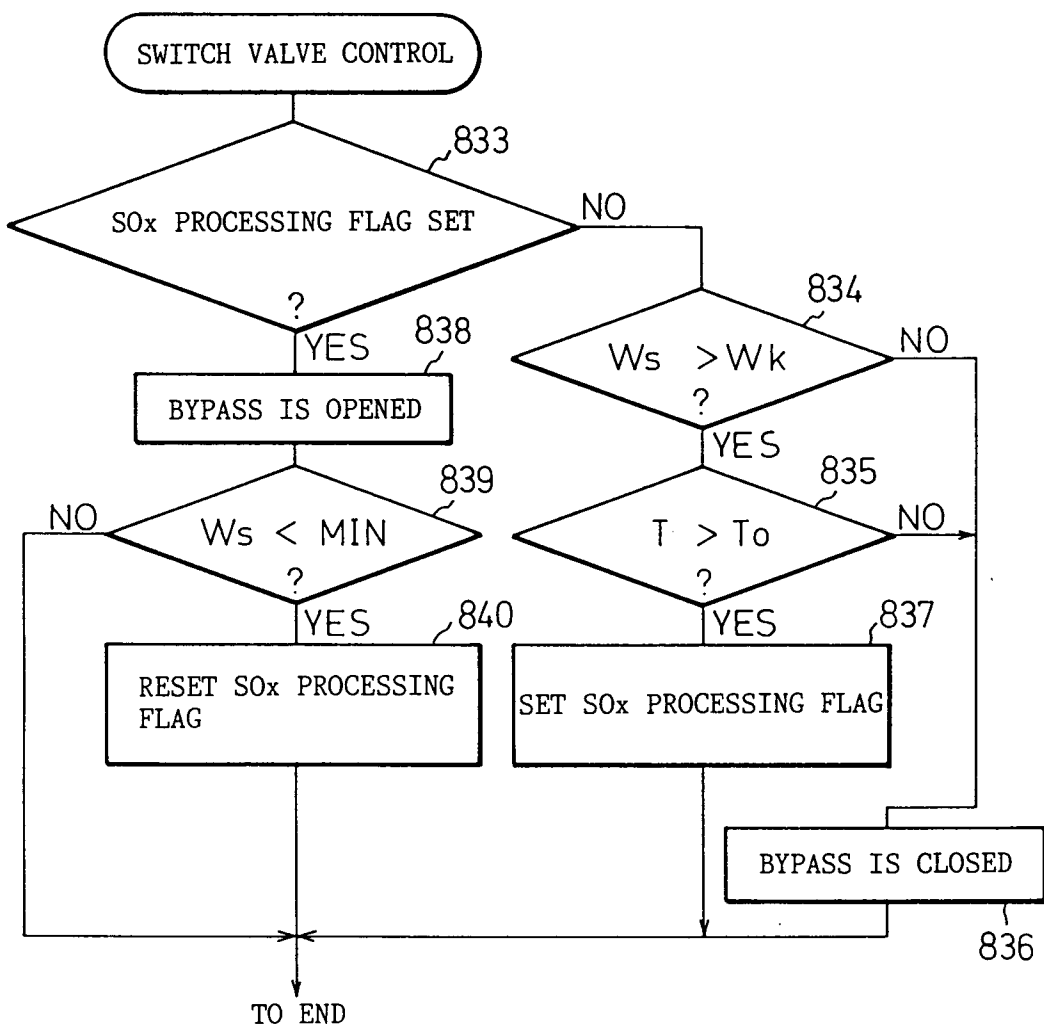 SWITCH VALVE CONTROL
833
SOx PROCESSING FLAG SET
?
NO
YES
834
Ws > Wk
?
NO
YES
838
BYPASS IS OPENED
839
NO
Ws < MIN
?
YES
835
T > To
?
NO
YES
840
RESET SOx PROCESSING
FLAG
837
SET SOx PROCESSING FLAG
BYPASS IS CLOSED
836
TO END